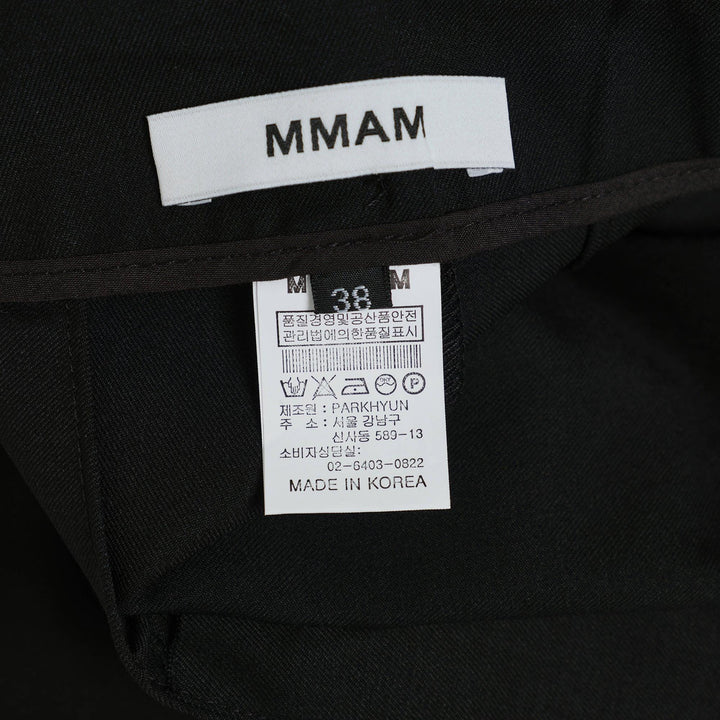 MMAM
M M
38
품질경영및공산품안전
관리법에의한품질표시
제조원 : PARKHYUN
주 소 : 서울 강남구
신사동 589-13
소비자상담실:
02-6403-0822
MADE IN KOREA